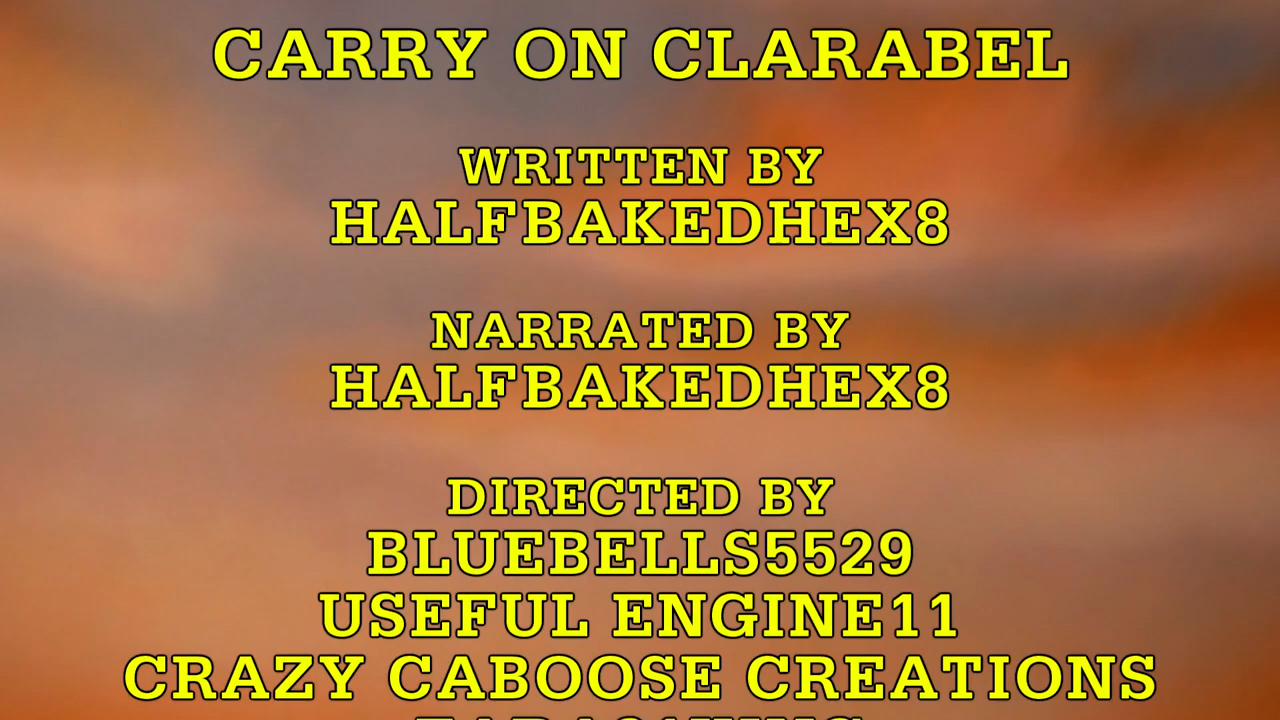 CARRY ON CLARABEL
WRITTEN BY
HALFBAKEDHEX8
NARRATED BY
HALFBAKEDHEX8
DIRECTED BY
BLUEBELLS5529
USEFUL ENGINE11
CRAZY CABOOSE CREATIONS